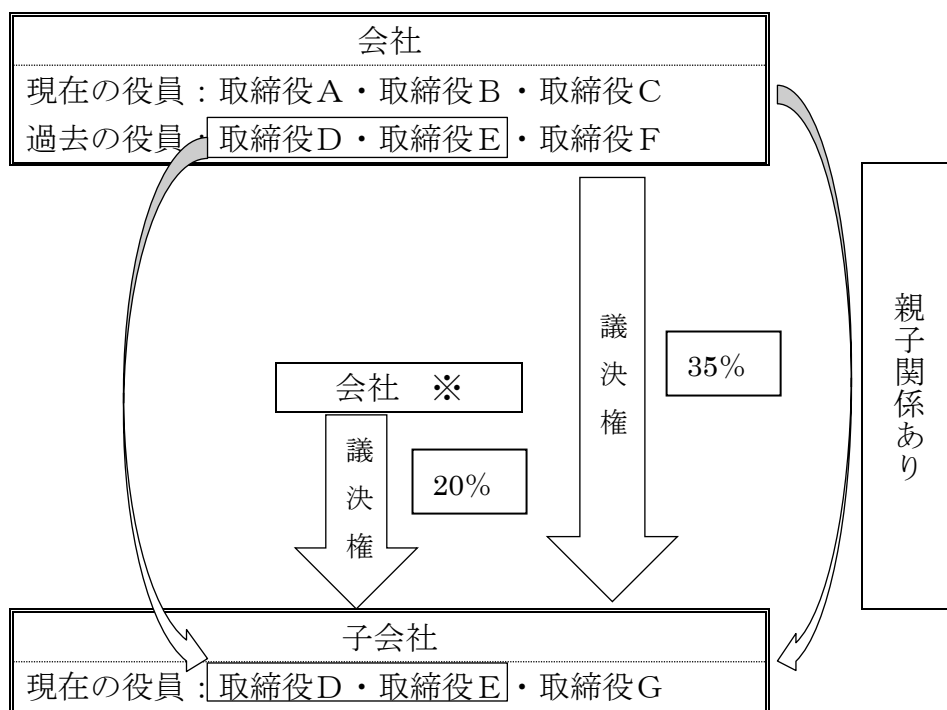 会社
現在の役員：取締役A・取締役B・取締役C
過去の役員：取締役D・取締役E・取締役F
議決権
35%
親子関係あり
会社　※
議決権
20%
子会社
現在の役員：取締役D・取締役E・取締役G